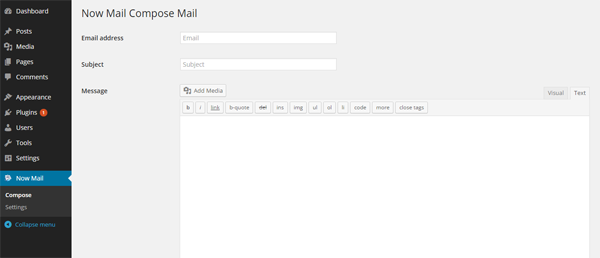 Dashboard
Posts
Media
Pages
Comments
Appearance
Plugins 1
Users
Tools
Settings
Now Mail
Compose
Settings
Collapse menu
Now Mail Compose Mail
Email address Email
Subject Subject
Message Add Media Visual Text
b i link b-quote del ins img ul ol li code more close tags